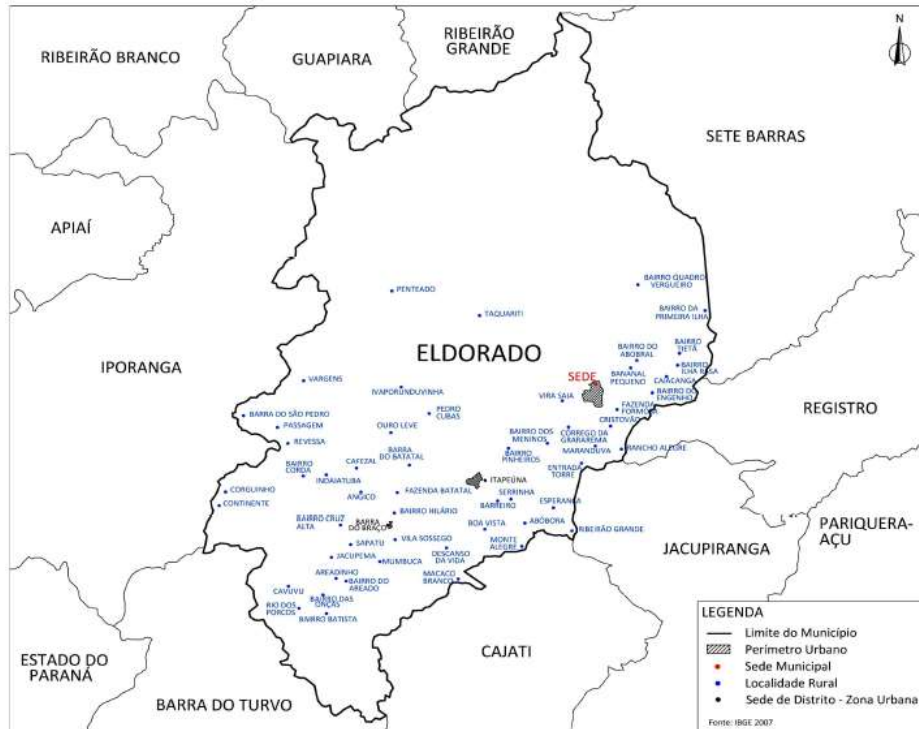 RIBEIRÃO
GRANDE
RIBEIRÃO BRANCO
GUAPIARA
N
SETE BARRAS
APIAÍ
BAIRRO QUADRO
VERGUEIRO
PENTEADO
BAIRRO DA
PRIMEIRA ILHA
TAQUARITI
BAIRRO
TIETÊ
BAIRRO DO
ABOBRAL
ELDORADO
IPORANGA
BAIRRO
ILHA RASA
BANANAL
PEQUENO
CAIACANGA
SEDE
VARGENS
IVAPORUNDUVINHA
BAIRRO DO
ENGENHO
VIRA SAIA
FAZENDA
FORMOSA
REGISTRO
BARRA DO SÃO PEDRO
PEDRO
CUBAS
CRISTOVÃO
PASSAGEM
OURO LEVE
BAIRRO DOS
MENINOS
CÓRREGO DA
GRARAREMA
REVESSA
MARANDUVA
RANCHO ALEGRE
BARRA
DO BATATAL
BAIRRO
PINHEIROS
BAIRRO
CORDA
CAFEZAL
ENTRADA
TORRE
INDAIATUBA
ITAPEÚNA
CORGUINHO
ANGICO
FAZENDA BATATAL
SERRINHA
CONTINENTE
BARREIRO
ESPERANÇA
PARIQUERA-
AÇU
BAIRRO HILÁRIO
BAIRRO CRUZ
ALTA
BARRA
DO BRAÇO
BOA VISTA
ABÓBORA
RIBEIRÃO GRANDE
SAPATU
VILA SOSSEGO
MONTE
ALEGRE
JACUPIRANGA
JACUPEMA
DESCANSO
DA VIDA
MUMBUCA
AREADINHO
MACACO
BRANCO
BAIRRO DO
AREADO
CAVUVU
BAIRRO DAS
ONÇAS
RIO DOS
PORCOS
BAIRRO BATISTA
CAJATI
ESTADO DO
PARANÁ
BARRA DO TURVO
LEGENDA
Limite do Município
Perímetro Urbano
Sede Municipal
Localidade Rural
Sede de Distrito - Zona Urbana
Fonte: IBGE 2007